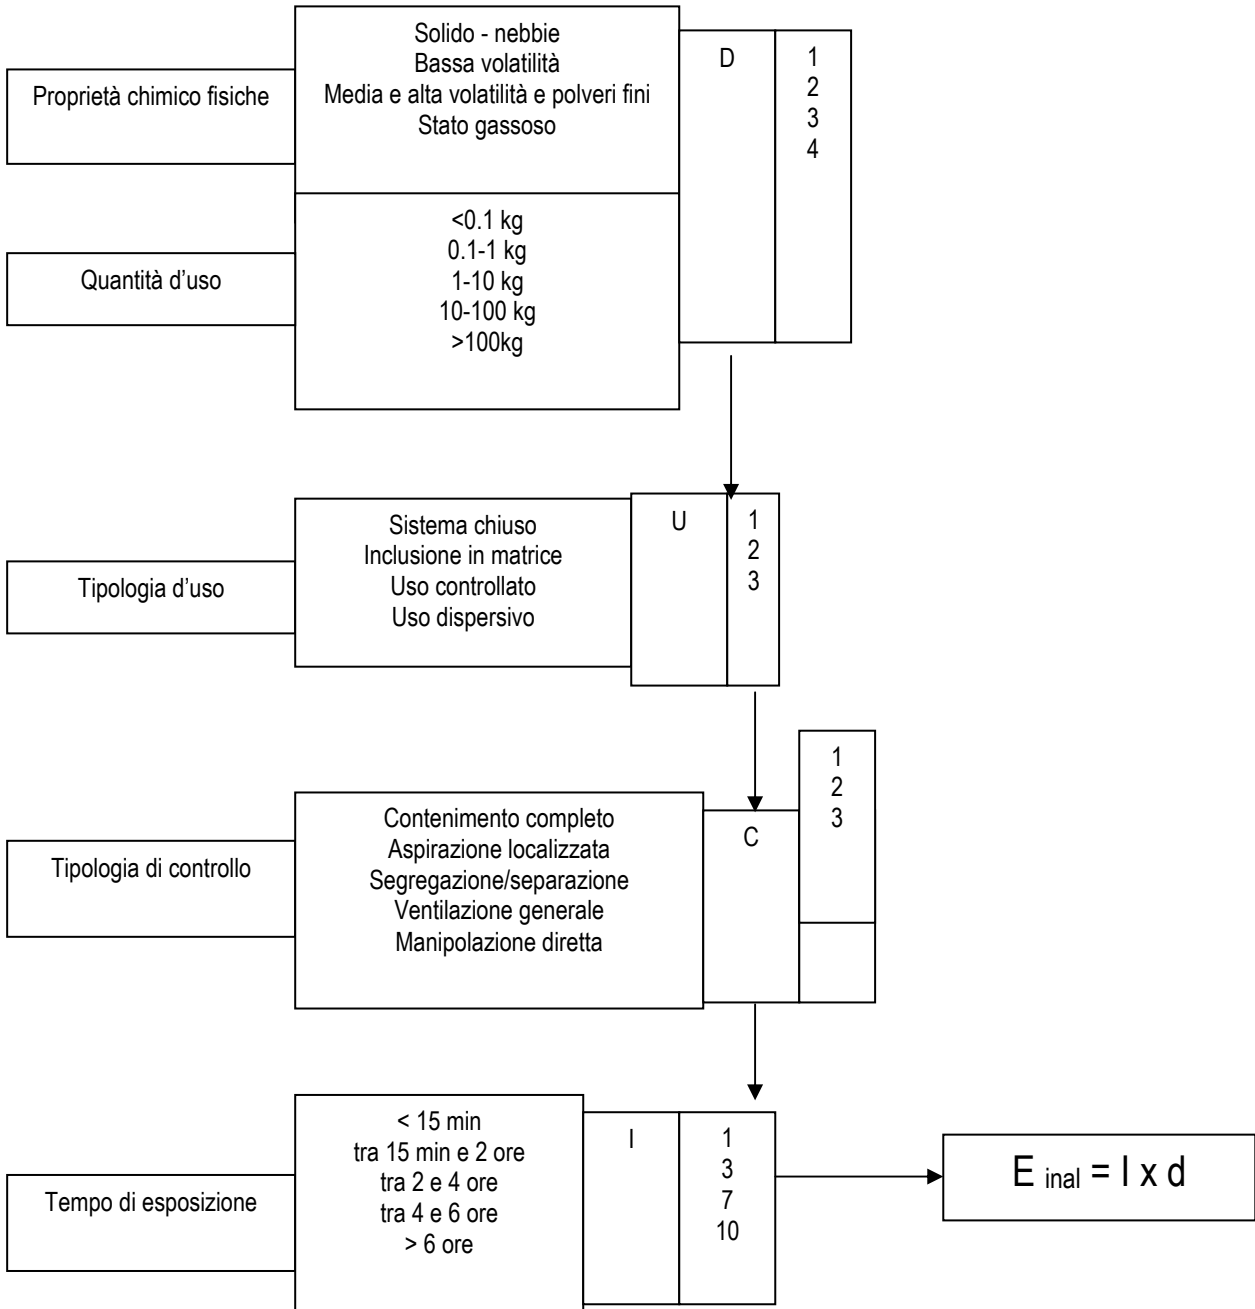 Proprietà chimico fisiche
Solido - nebbie
Bassa volatilità
Media e alta volatilità e polveri fini
Stato gassoso
D
1
2
3
4
Quantità d’uso
<0.1 kg
0.1-1 kg
1-10 kg
10-100 kg
>100kg
Tipologia d’uso
Sistema chiuso
Inclusione in matrice
Uso controllato
Uso dispersivo
U
1
2
3
Tipologia di controllo
Contenimento completo
Aspirazione localizzata
Segregazione/separazione
Ventilazione generale
Manipolazione diretta
C
1
2
3
Tempo di esposizione
< 15 min
tra 15 min e 2 ore
tra 2 e 4 ore
tra 4 e 6 ore
> 6 ore
I
1
3
7
10
E inal = I x d